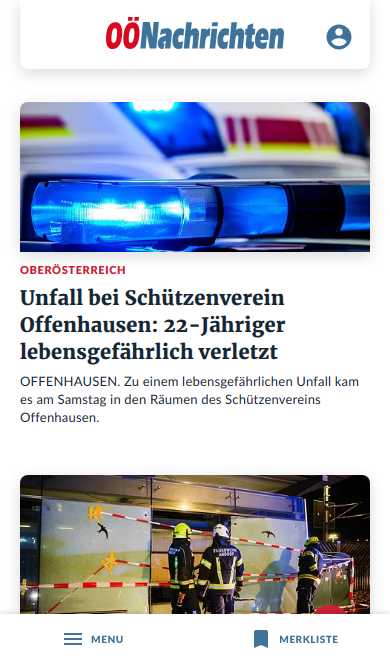 OÖNachrichten
OBERÖSTERREICH
Unfall bei Schützenverein
Offenhausen: 22-Jähriger
lebensgefährlich verletzt
OFFENHAUSEN. Zu einem lebensgefährlichen Unfall kam
es am Samstag in den Räumen des Schützenvereins
Offenhausen.
FEUERWEHR
MENU
MERKLISTE